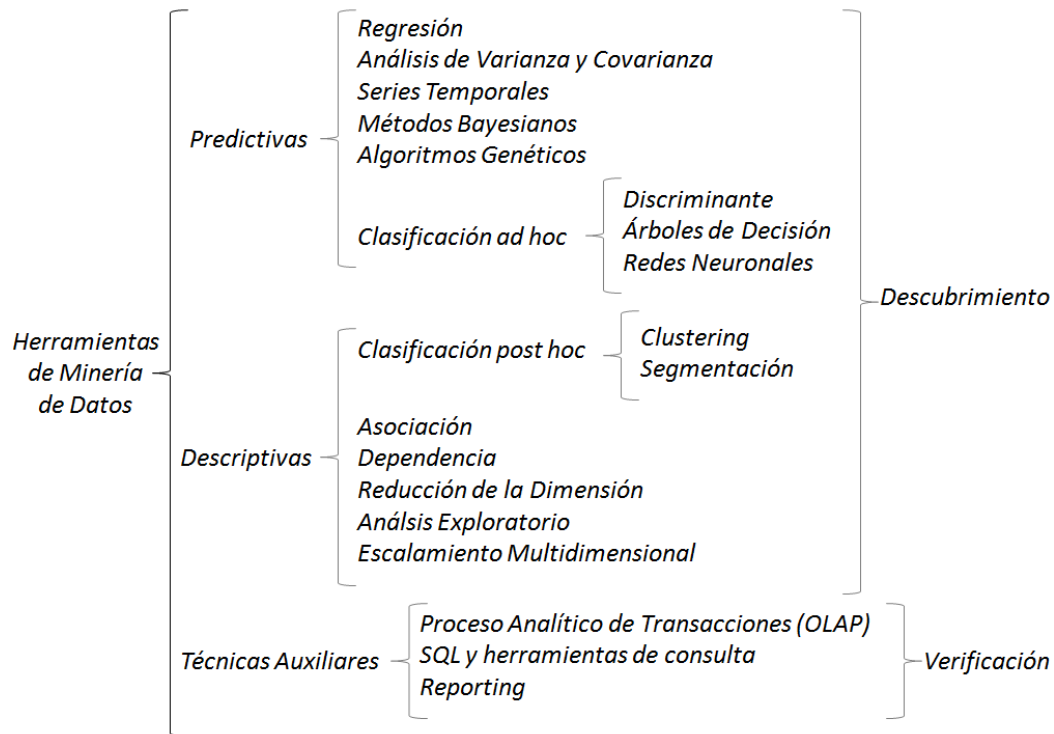 Herramientas
de Minería
de Datos
Predictivas
Regresión
Análisis de Varianza y Covarianza
Series Temporales
Métodos Bayesianos
Algoritmos Genéticos
Clasificación ad hoc
Discriminante
Árboles de Decisión
Redes Neuronales
Descriptivas
Clasificación post hoc
Clustering
Segmentación
Asociación
Dependencia
Reducción de la Dimensión
Análsis Exploratorio
Escalamiento Multidimensional
Descubrimiento
Técnicas Auxiliares
Proceso Analítico de Transacciones (OLAP)
SQL y herramientas de consulta
Reporting
Verificación